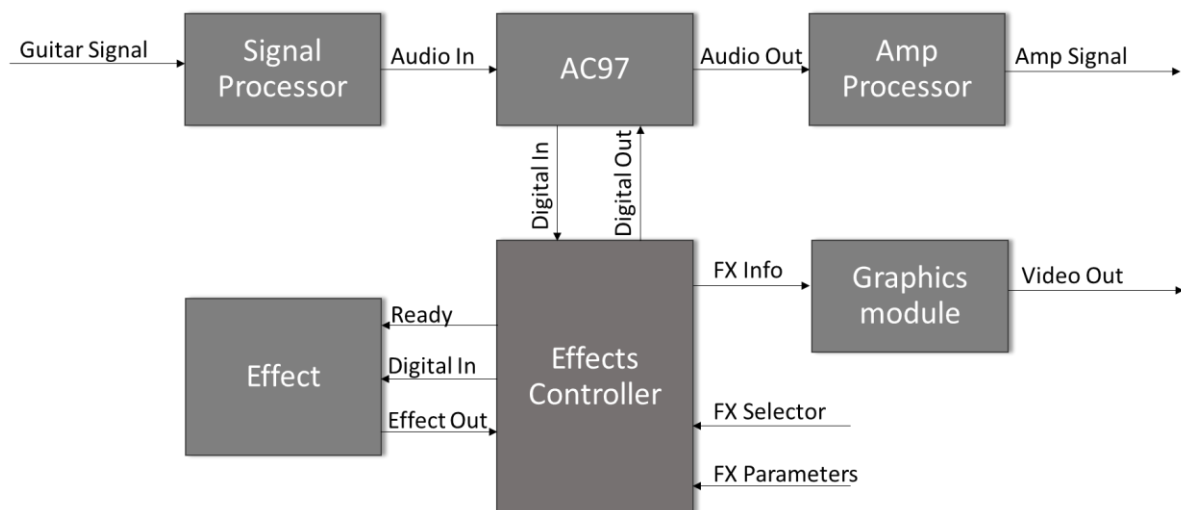 Guitar Signal
Signal
Processor
Audio In
AC97
Audio Out
Amp
Processor
Amp Signal
Digital In
Digital Out
FX Info
Graphics
module
Video Out
Effect
Ready
Digital In
Effect Out
Effects
Controller
FX Selector
FX Parameters